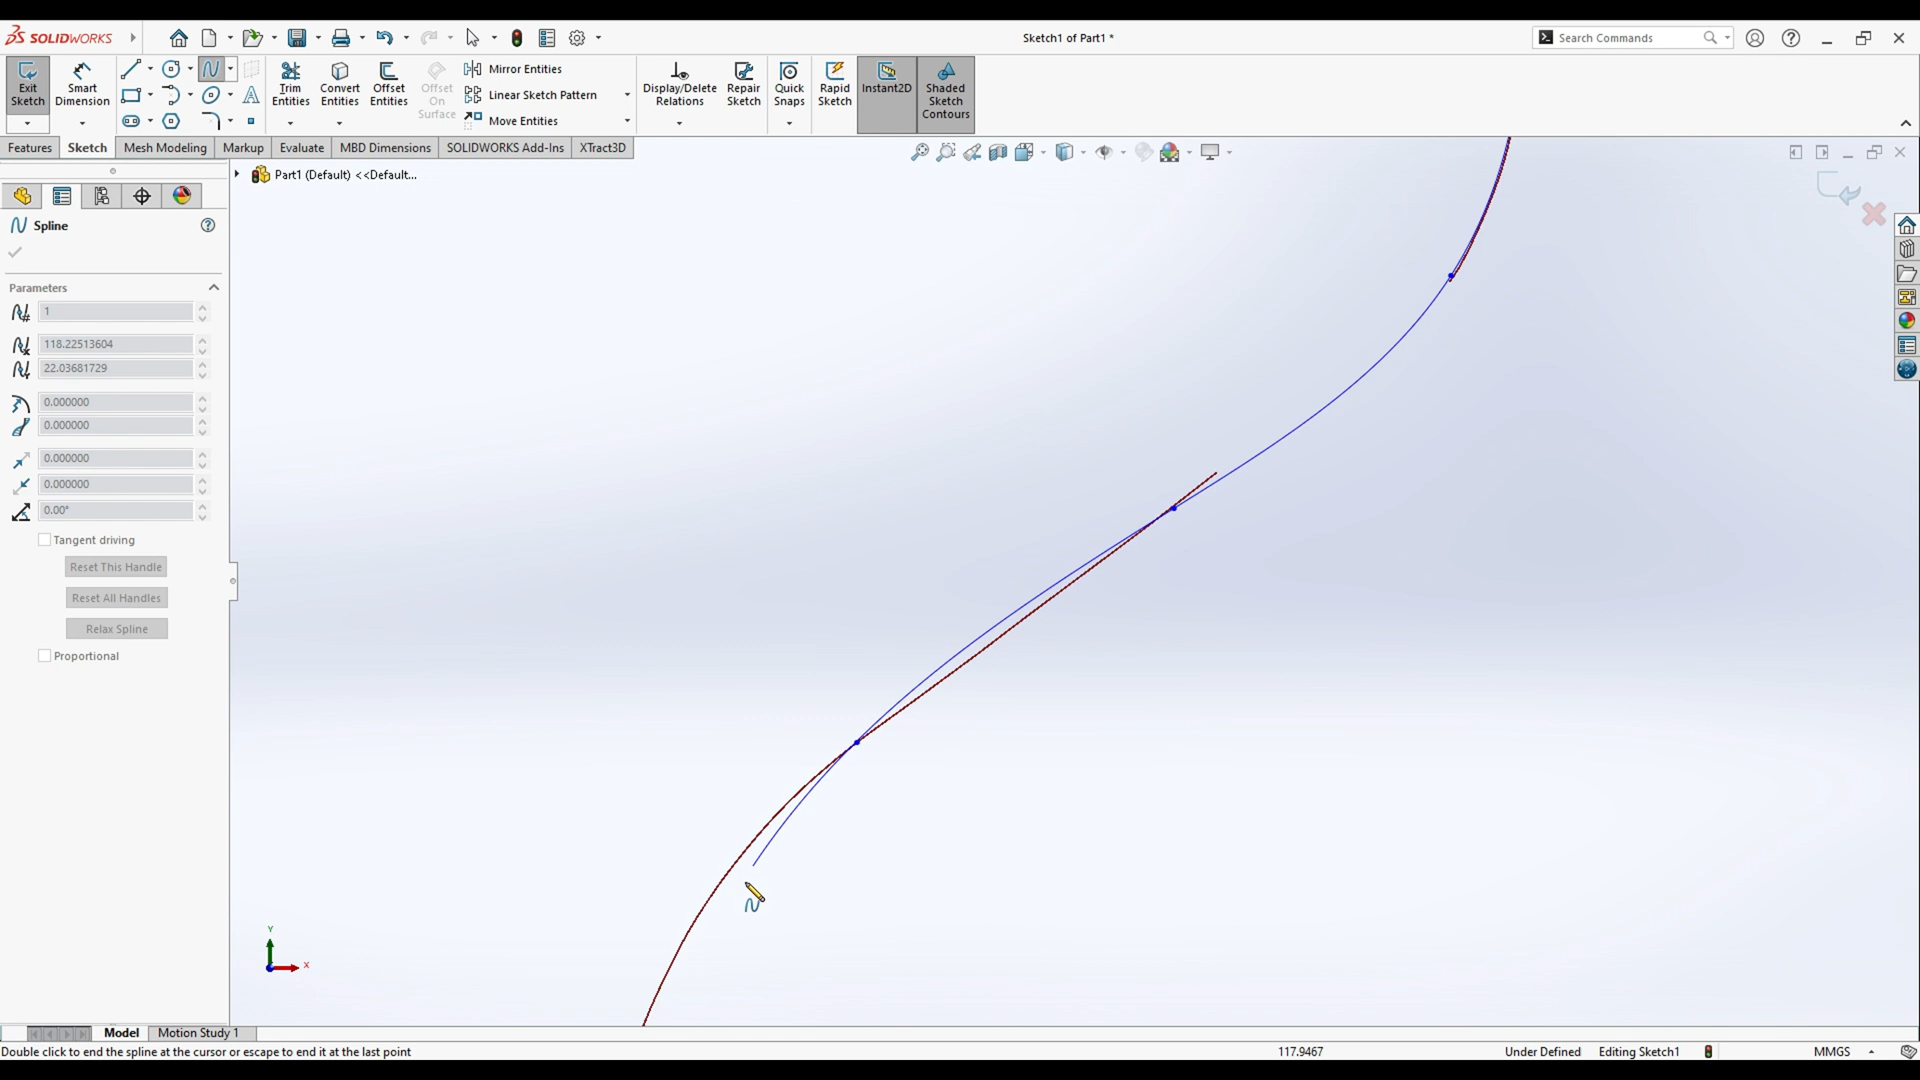 SOLIDWORKS
Sketch1 of Part1 *
Search Commands
Exit Sketch
Smart Dimension
Trim Entities
Convert Entities
Offset Entities
Offset On Surface
Mirror Entities
Linear Sketch Pattern
Move Entities
Display/Delete Relations
Repair Sketch
Quick Snaps
Rapid Sketch
Instant2D
Shaded Sketch Contours
Features
Sketch
Mesh Modeling
Markup
Evaluate
MBD Dimensions
SOLIDWORKS Add-Ins
XTract3D
Part1 (Default) <<Default...
Spline
Parameters
1
118.22513604
22.03681729
0.000000
0.000000
0.000000
0.000000
0.00°
Tangent driving
Reset This Handle
Reset All Handles
Relax Spline
Proportional
Y
X
Model
Motion Study 1
Double click to end the spline at the cursor or escape to end it at the last point
117.9467
Under Defined
Editing Sketch1
MMGS